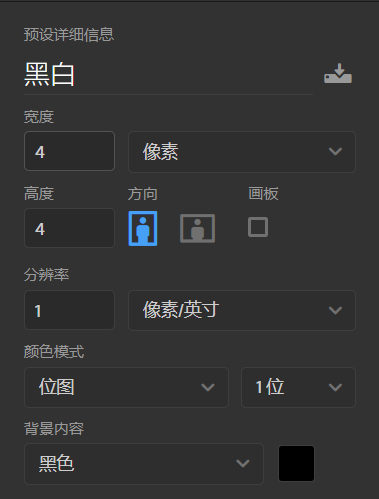 预设详细信息
黑白
宽度
4 像素
高度 方向 画板
4
分辨率
1 像素/英寸
颜色模式
位图 1 位
背景内容
黑色